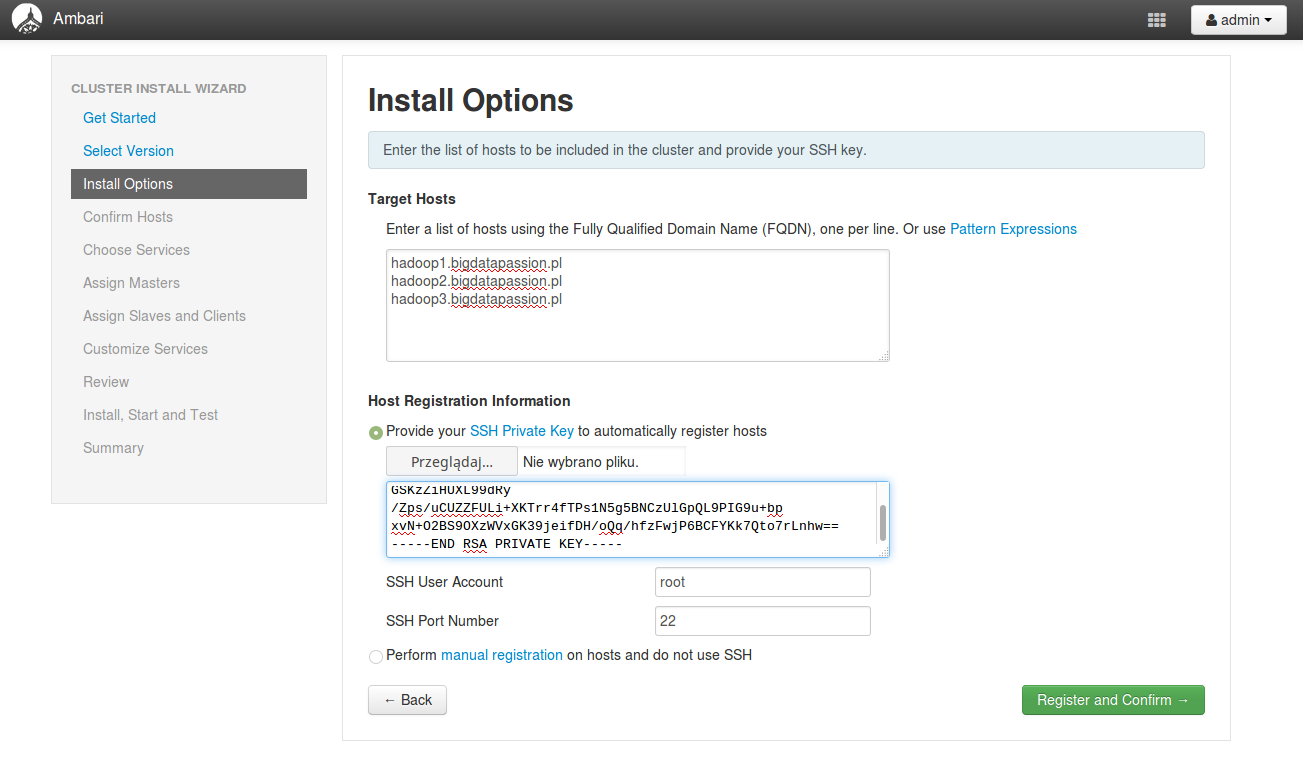 Ambari
admin
CLUSTER INSTALL WIZARD
Get Started
Select Version
Install Options
Confirm Hosts
Choose Services
Assign Masters
Assign Slaves and Clients
Customize Services
Review
Install, Start and Test
Summary
Install Options
Enter the list of hosts to be included in the cluster and provide your SSH key.
Target Hosts
Enter a list of hosts using the Fully Qualified Domain Name (FQDN), one per line. Or use Pattern Expressions
hadoop1.bigdatapassion.pl
hadoop2.bigdatapassion.pl
hadoop3.bigdatapassion.pl
Host Registration Information
Provide your SSH Private Key to automatically register hosts
Przeglądaj... Nie wybrano pliku.
GSKzZiHUXL99dRy
/Zps/uCUZZFULi+XKTrr4fTPs1N5g5BNCzUlGpQL9PIG9u+bp
xvN+O2BS9OXzWVxGK39jeifDH/oQq/hfzFwjP6BCFYKk7Qto7rLnhw==
-----END RSA PRIVATE KEY-----
SSH User Account root
SSH Port Number 22
Perform manual registration on hosts and do not use SSH
← Back
Register and Confirm →